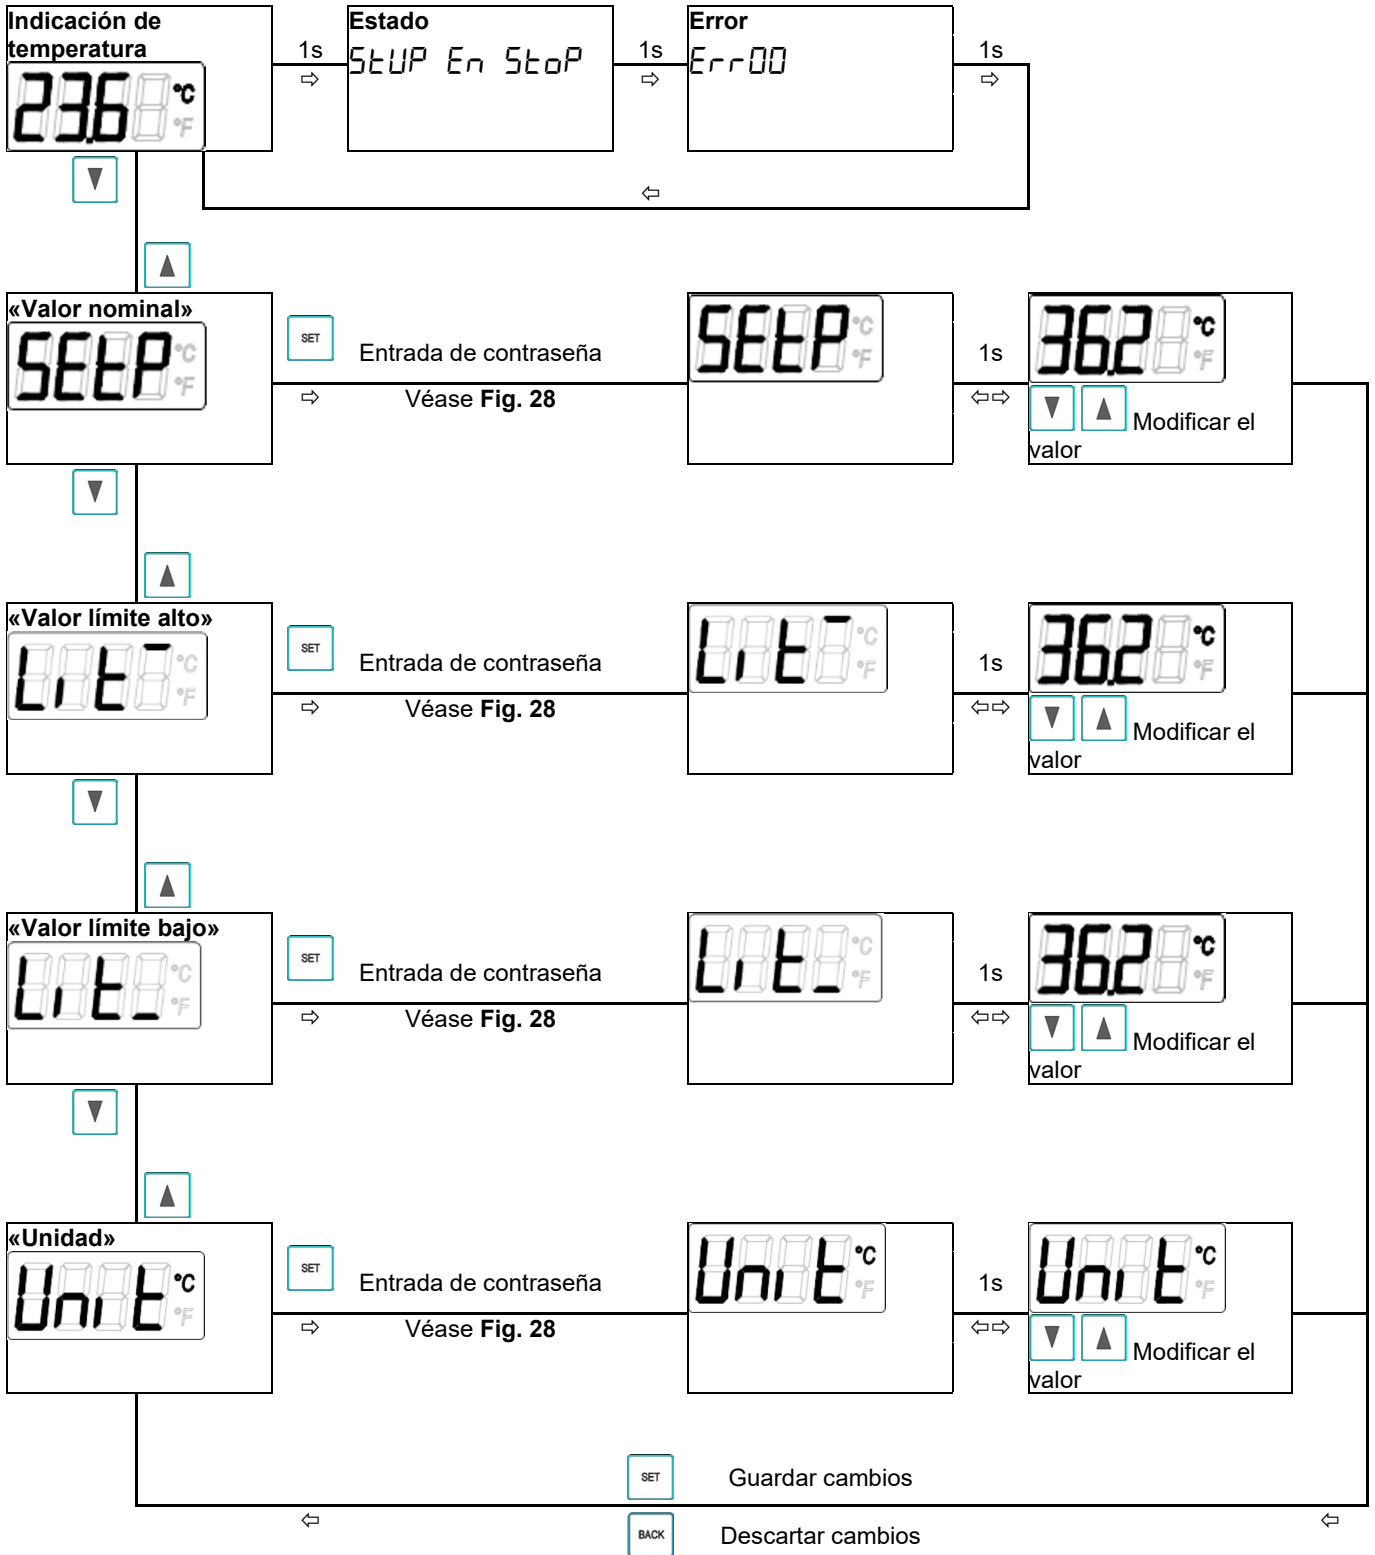 Indicación de
temperatura
23.6 °C
°F
1s
Estado
StUP En StoP
1s
Error
Err00
1s
«Valor nominal»
SEtP °C
°F
SET
Entrada de contraseña
Véase Fig. 28
SEtP °C
°F
1s
36.2 °C
°F
Modificar el
valor
«Valor límite alto»
Lit¯ °C
°F
SET
Entrada de contraseña
Véase Fig. 28
Lit¯ °C
°F
1s
36.2 °C
°F
Modificar el
valor
«Valor límite bajo»
Lit_ °C
°F
SET
Entrada de contraseña
Véase Fig. 28
Lit_ °C
°F
1s
36.2 °C
°F
Modificar el
valor
«Unidad»
Unit °C
°F
SET
Entrada de contraseña
Véase Fig. 28
Unit °C
°F
1s
Unit °C
°F
Modificar el
valor
SET Guardar cambios
BACK Descartar cambios